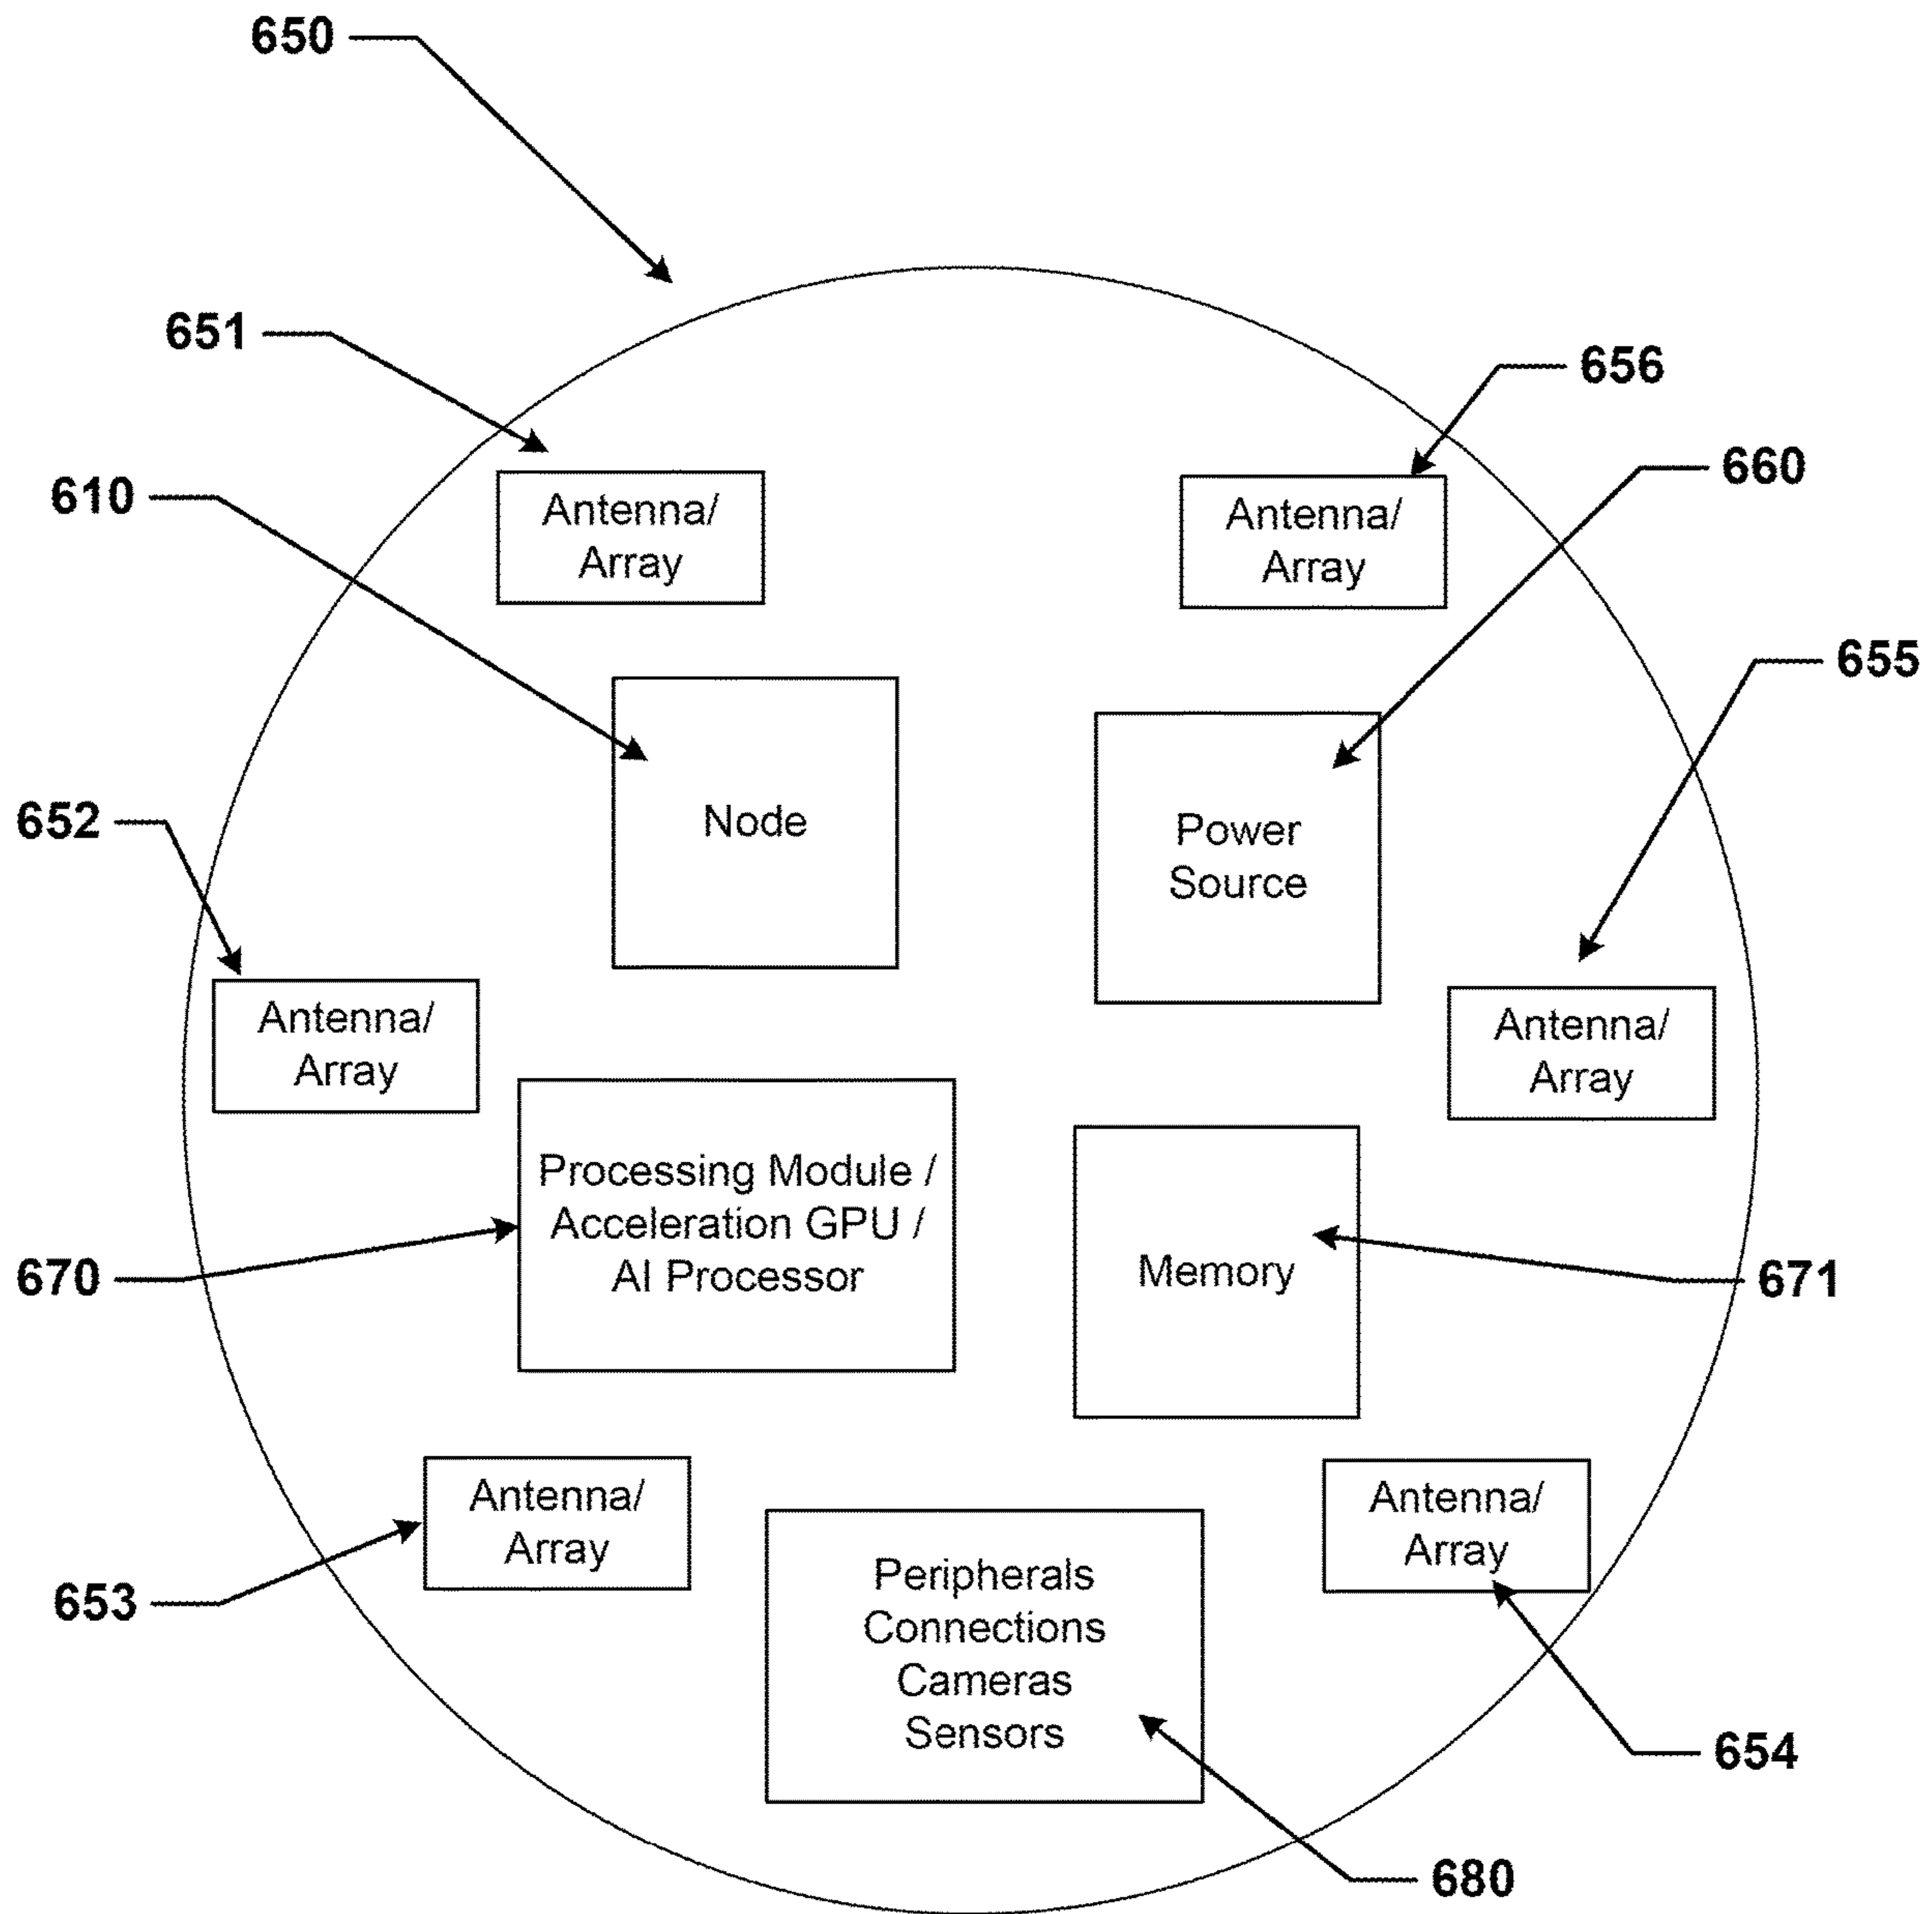 650
651
656
Antenna/
Array
Antenna/
Array
660
610
655
Node
Power
Source
652
Antenna/
Array
Antenna/
Array
Processing Module /
Acceleration GPU /
AI Processor
Memory
670
671
Antenna/
Array
Antenna/
Array
653
Peripherals
Connections
Cameras
Sensors
654
680